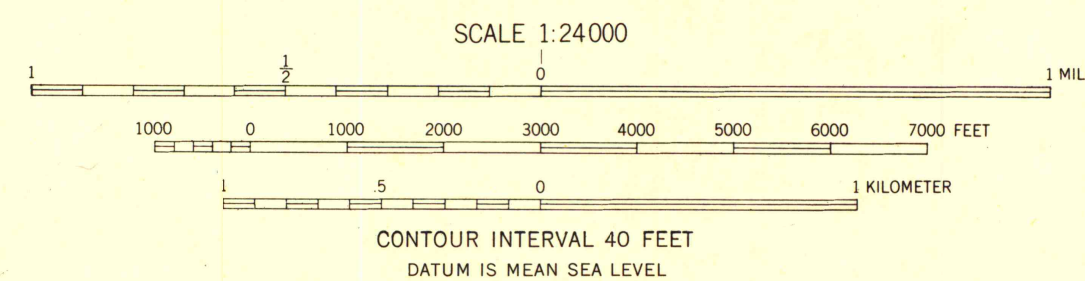 SCALE 1:24000
1 1/2 0 1 MIL
1000 0 1000 2000 3000 4000 5000 6000 7000 FEET
1 .5 0 1 KILOMETER
CONTOUR INTERVAL 40 FEET
DATUM IS MEAN SEA LEVEL